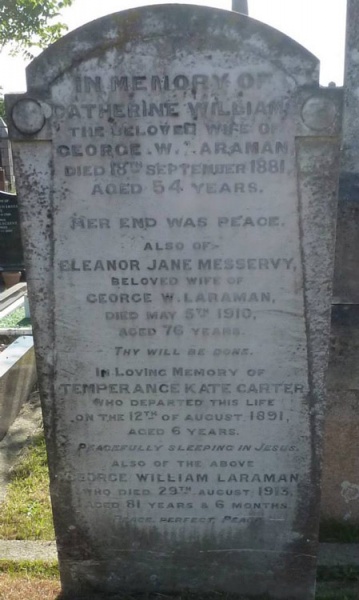 IN MEMORY OF
CATHERINE WILLIAM
THE BELOVED WIFE OF
GEORGE W. LARAMAN,
DIED 18TH SEPTEMBER 1881,
AGED 54 YEARS.
HER END WAS PEACE.
ALSO OF
ELEANOR JANE MESSERVY,
BELOVED WIFE OF
GEORGE W. LARAMAN,
DIED MAY 5TH 1910,
AGED 76 YEARS.
THY WILL BE DONE.
IN LOVING MEMORY OF
TEMPERANCE KATE CARTER
WHO DEPARTED THIS LIFE
ON THE 12TH OF AUGUST 1891,
AGED 6 YEARS.
PEACEFULLY SLEEPING IN JESUS.
ALSO OF THE ABOVE
GEORGE WILLIAM LARAMAN
WHO DIED 29TH AUGUST 1913,
AGED 81 YEARS & 6 MONTHS.
PEACE, PERFECT, PEACE.